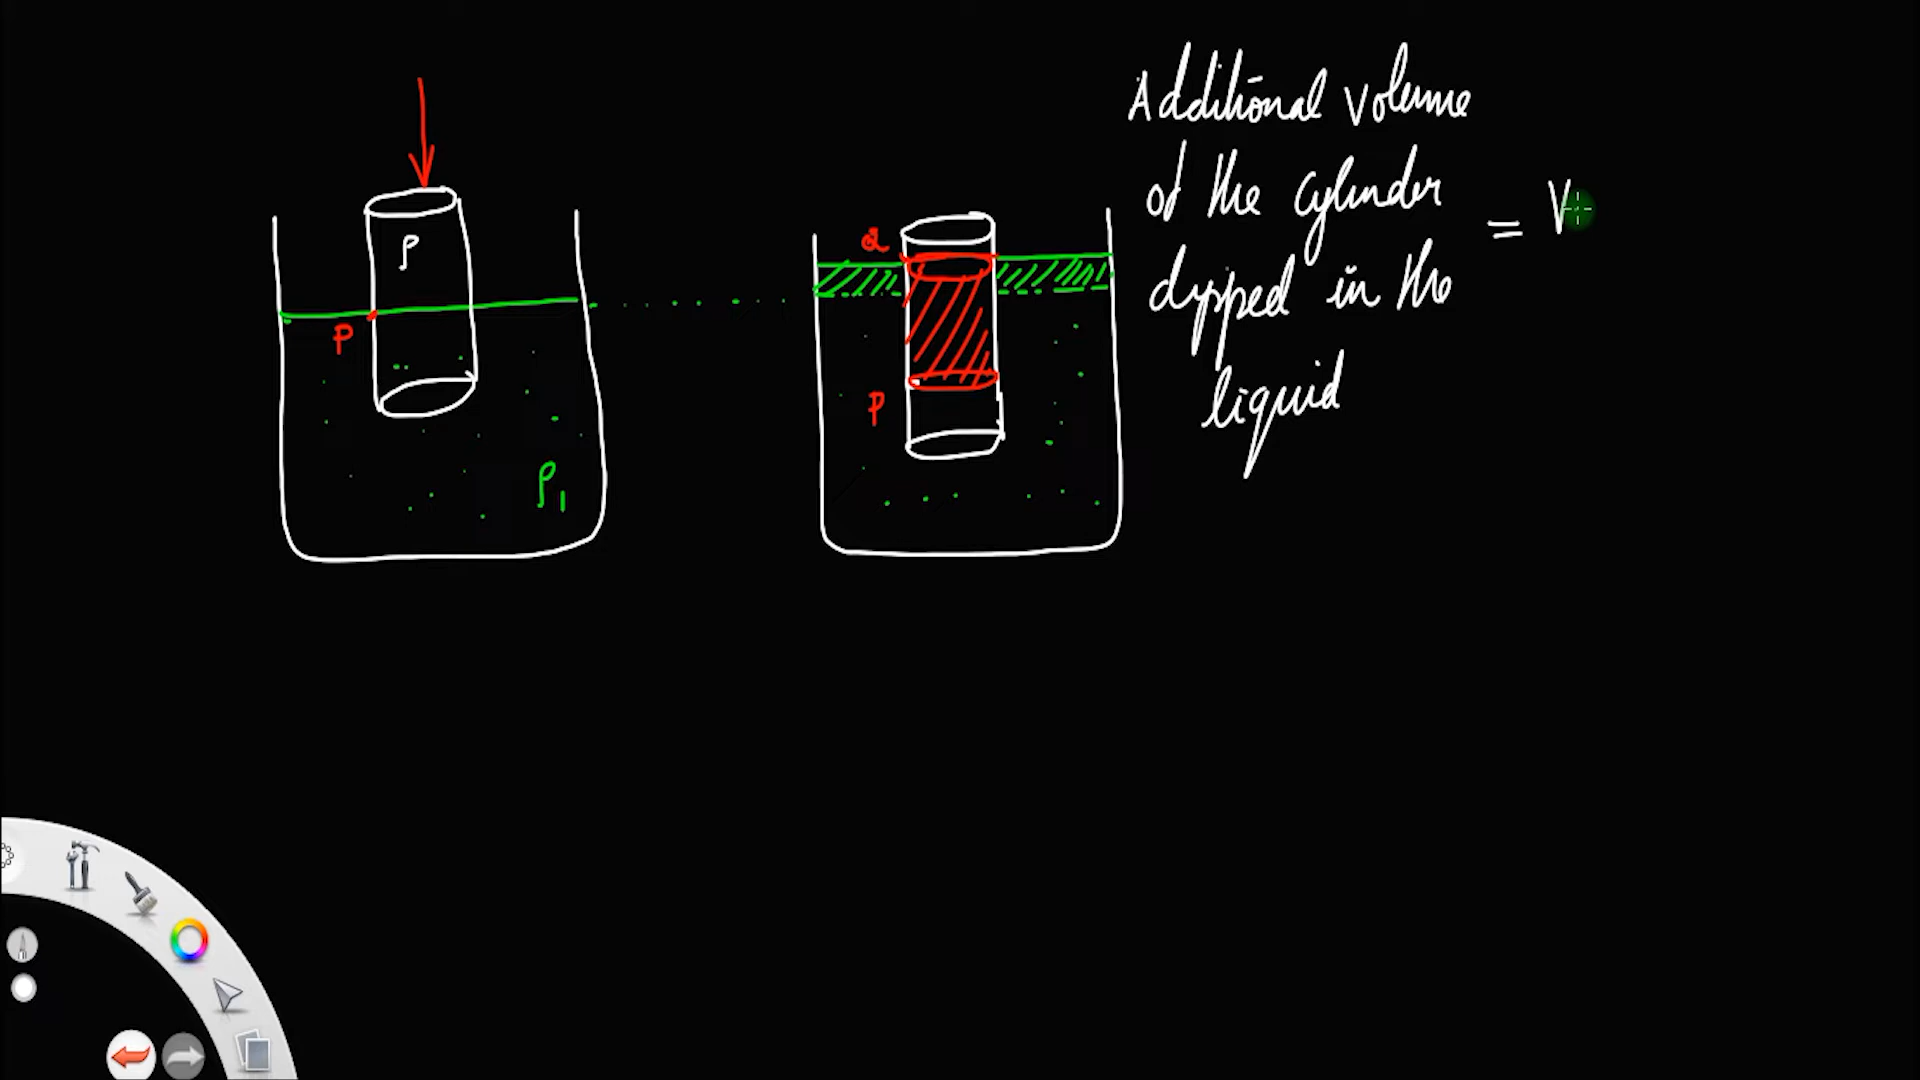 Additional volume
of the cylinder
= V
dipped in the
liquid
ρ
P
ρ1
Q
P